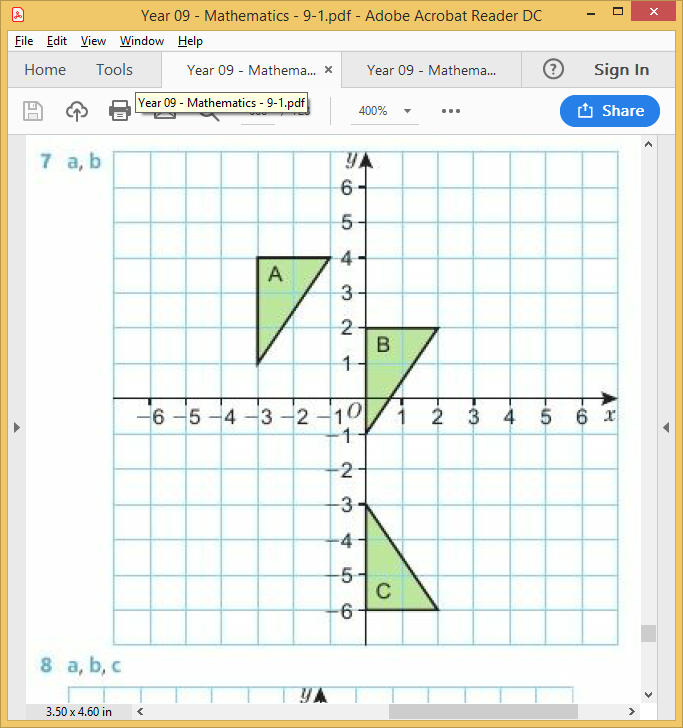 Year 09 - Mathematics - 9-1.pdf - Adobe Acrobat Reader DC
File Edit View Window Help
Home Tools Year 09 - Mathema... × Year 09 - Mathema... ? Sign In
Year 09 - Mathematics - 9-1.pdf
400% Share
7 a, b
y
6
5
4
A
3
2
B
1
−6 −5 −4 −3 −2 −1 O 1 2 3 4 5 6 x
−1
−2
−3
−4
−5
C
−6
8 a, b, c
y
3.50 x 4.60 in